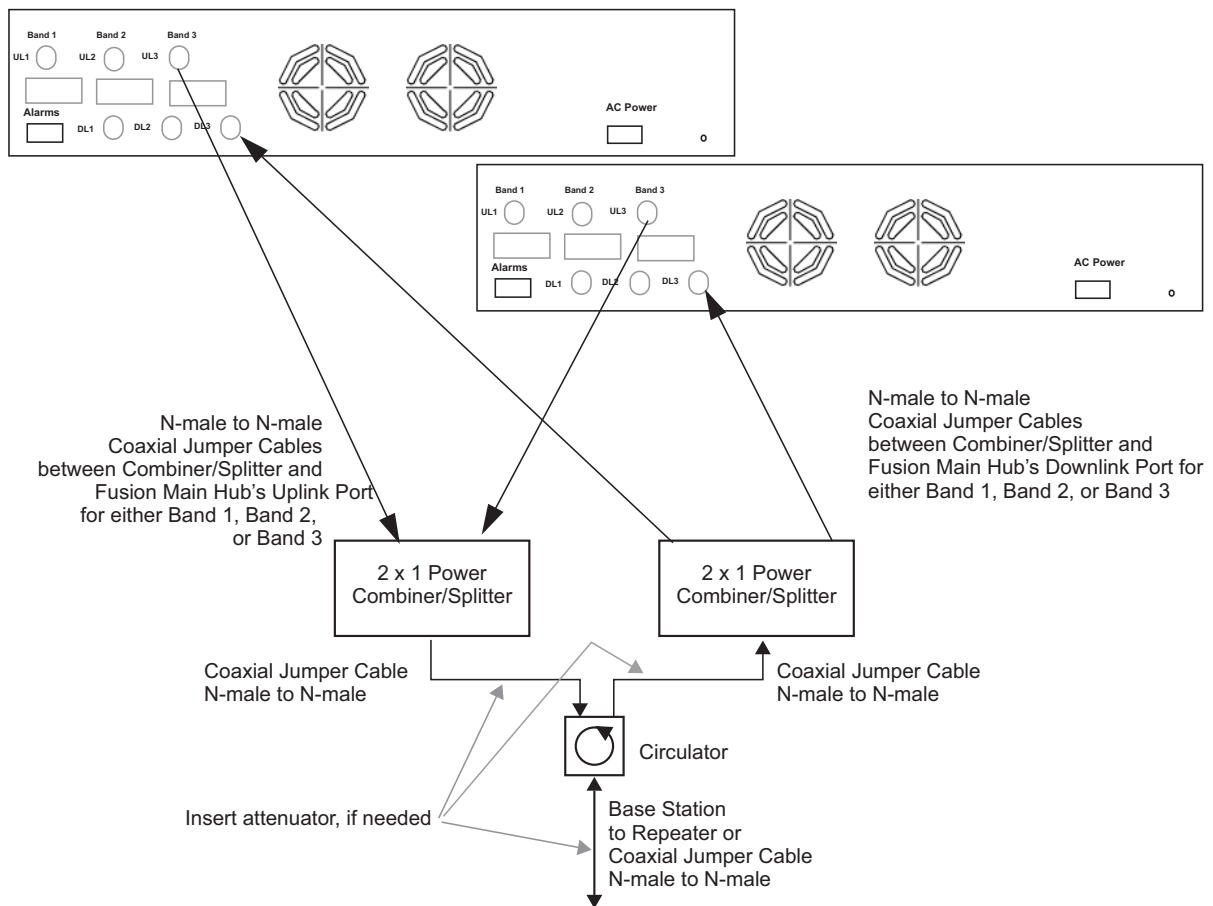 Band 1 Band 2 Band 3
UL1 UL2 UL3
Alarms
DL1 DL2 DL3
AC Power
Band 1 Band 2 Band 3
UL1 UL2 UL3
Alarms
DL1 DL2 DL3
AC Power
N-male to N-male
Coaxial Jumper Cables
between Combiner/Splitter and
Fusion Main Hub's Uplink Port
for either Band 1, Band 2,
or Band 3
N-male to N-male
Coaxial Jumper Cables
between Combiner/Splitter and
Fusion Main Hub's Downlink Port for
either Band 1, Band 2, or Band 3
2 x 1 Power
Combiner/Splitter
2 x 1 Power
Combiner/Splitter
Coaxial Jumper Cable
N-male to N-male
Coaxial Jumper Cable
N-male to N-male
Circulator
Insert attenuator, if needed
Base Station
to Repeater or
Coaxial Jumper Cable
N-male to N-male